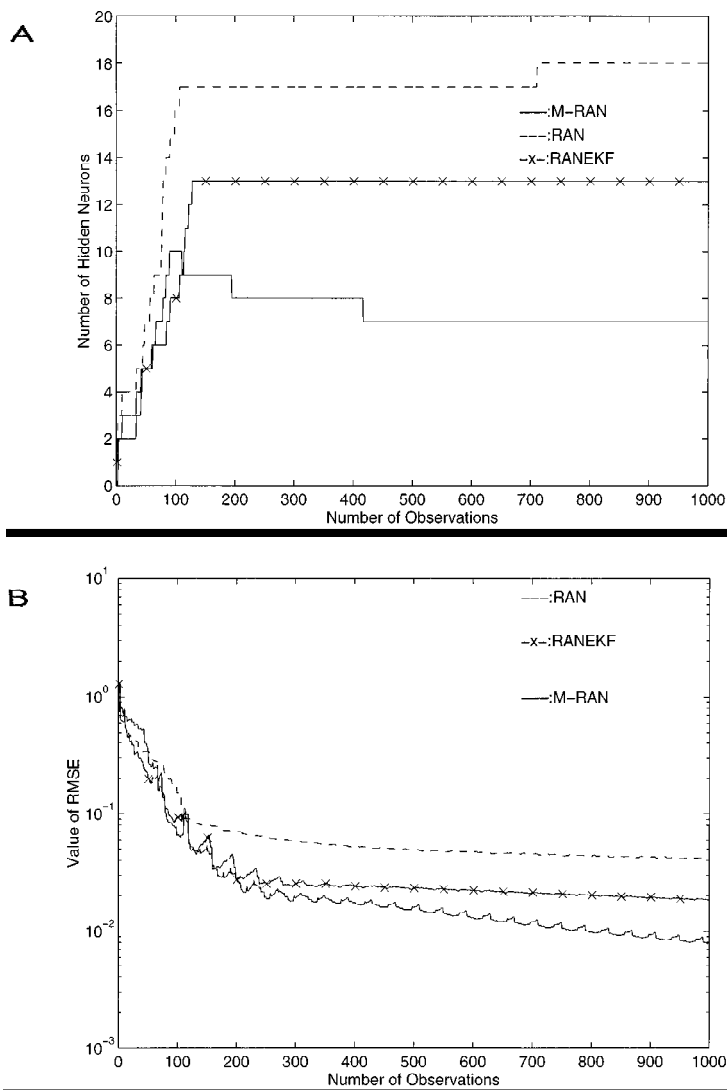 A
20
18
16
14
12
10
8
6
4
2
0
Number of Hidden Neurons
——:M-RAN
---:RAN
-x-:RANEKF
0 100 200 300 400 500 600 700 800 900 1000
Number of Observations
B
10^1
10^0
10^-1
10^-2
10^-3
Value of RMSE
---:RAN
-x-:RANEKF
——:M-RAN
0 100 200 300 400 500 600 700 800 900 1000
Number of Observations